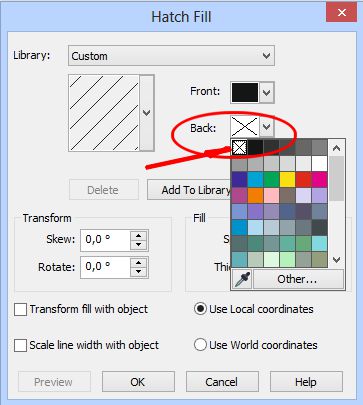 Hatch Fill
Library:
Custom
Front:
Back:
Delete
Add To Library
Transform
Fill
Skew:
0,0 °
Rotate:
0,0 °
Other...
Transform fill with object
Use Local coordinates
Scale line width with object
Use World coordinates
Preview
OK
Cancel
Help